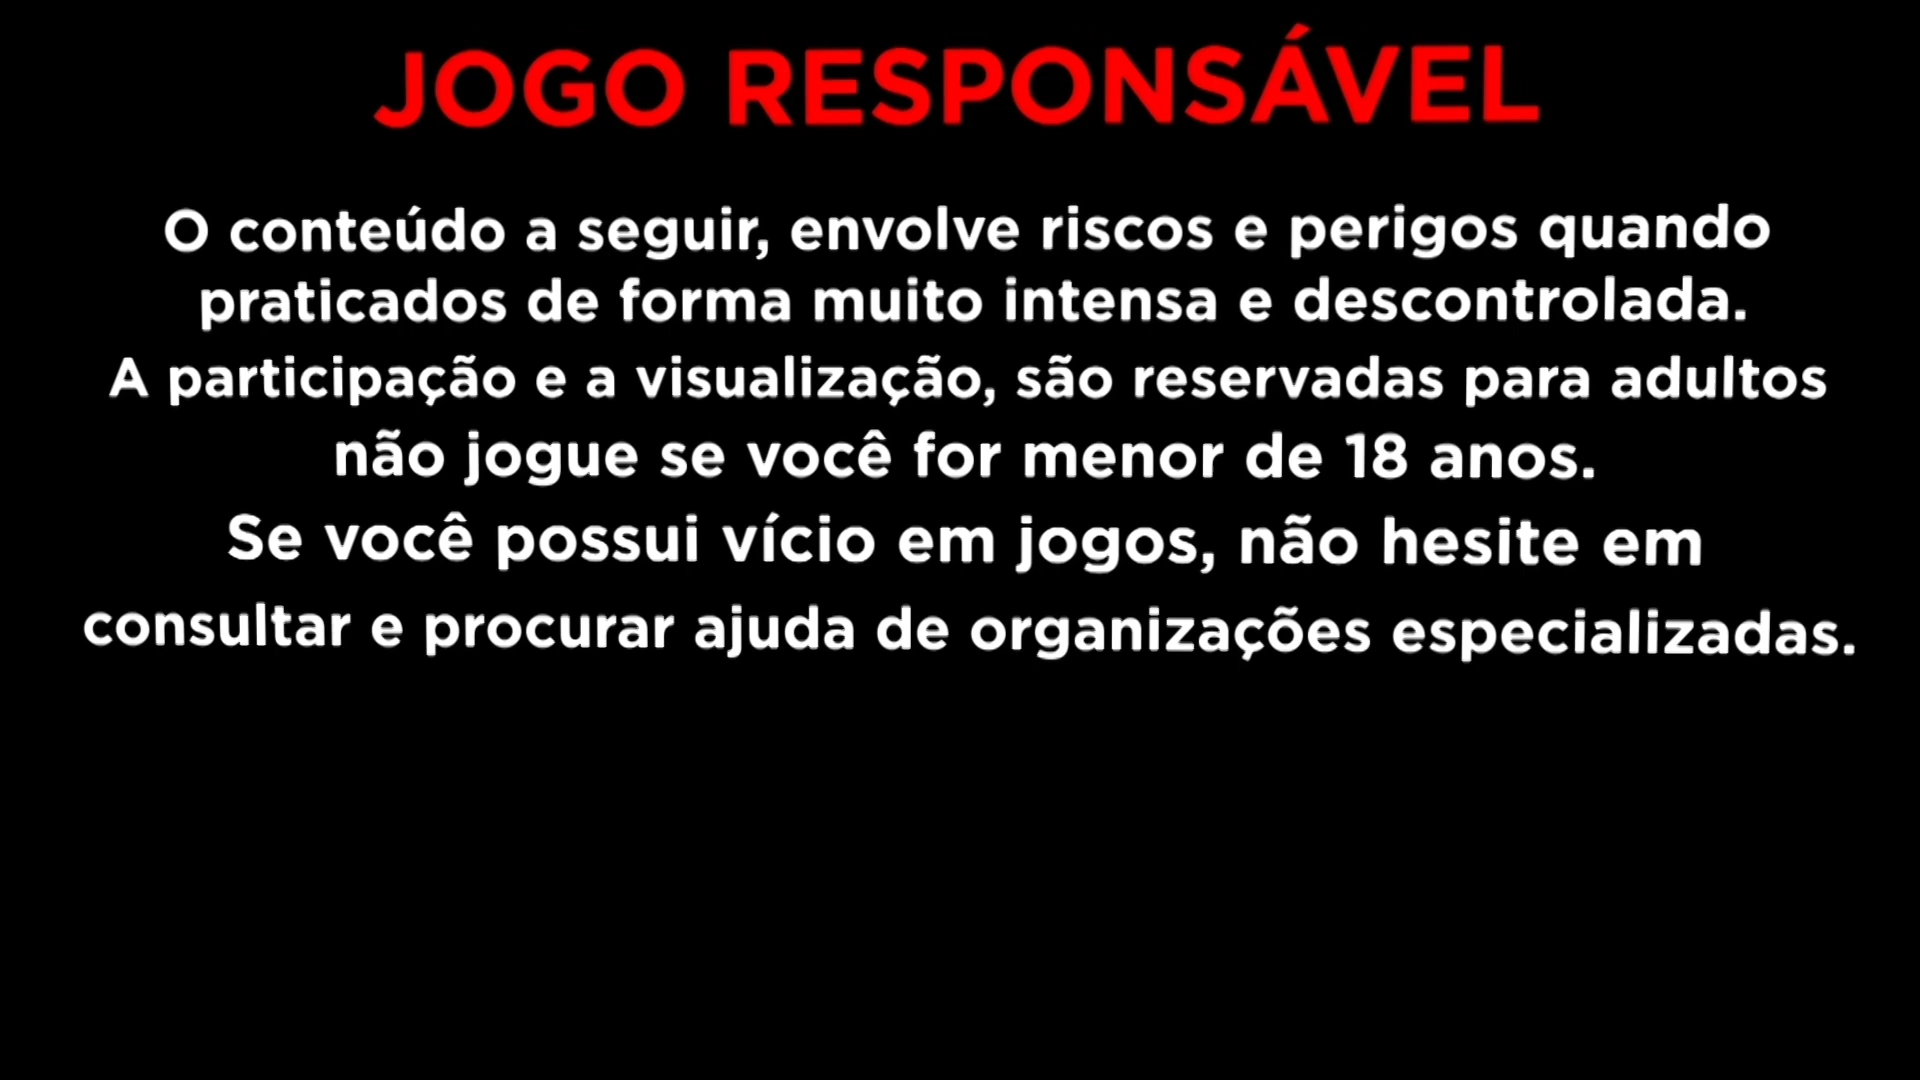 JOGO RESPONSÁVEL
O conteúdo a seguir, envolve riscos e perigos quando
praticados de forma muito intensa e descontrolada.
A participação e a visualização, são reservadas para adultos
não jogue se você for menor de 18 anos.
Se você possui vício em jogos, não hesite em
consultar e procurar ajuda de organizações especializadas.